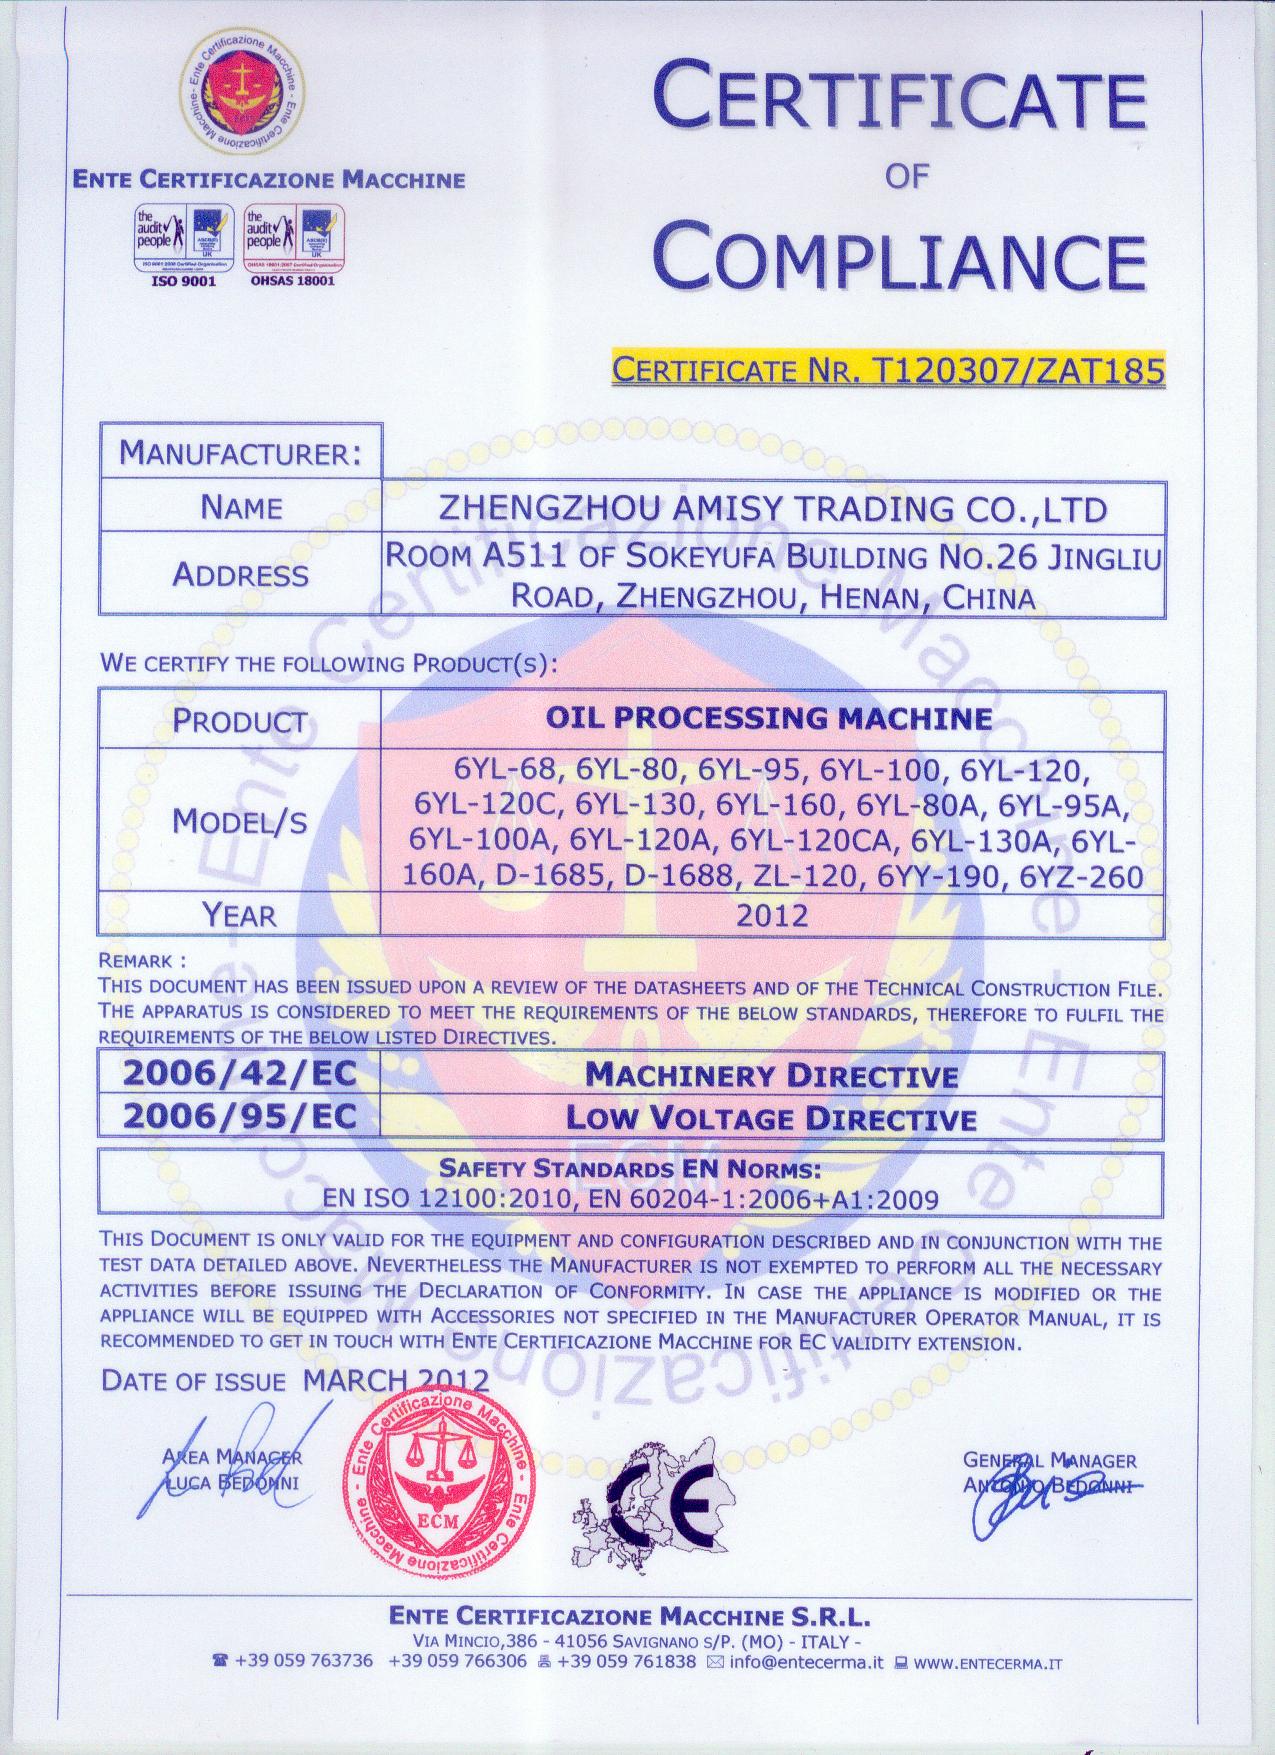 Ente Certificazione Macchine - Ente Certificazione Macchine -
ECM
ENTE CERTIFICAZIONE MACCHINE
the audit people
UK
ISO 9001
the audit people
UK
OHSAS 18001
CERTIFICATE
OF
COMPLIANCE
CERTIFICATE NR. T120307/ZAT185
MANUFACTURER:
NAME ZHENGZHOU AMISY TRADING CO.,LTD
ADDRESS ROOM A511 OF SOKEYUFA BUILDING NO.26 JINGLIU
ROAD, ZHENGZHOU, HENAN, CHINA
WE CERTIFY THE FOLLOWING PRODUCT(S):
PRODUCT OIL PROCESSING MACHINE
MODEL/S 6YL-68, 6YL-80, 6YL-95, 6YL-100, 6YL-120,
6YL-120C, 6YL-130, 6YL-160, 6YL-80A, 6YL-95A,
6YL-100A, 6YL-120A, 6YL-120CA, 6YL-130A, 6YL-
160A, D-1685, D-1688, ZL-120, 6YY-190, 6YZ-260
YEAR 2012
REMARK :
THIS DOCUMENT HAS BEEN ISSUED UPON A REVIEW OF THE DATASHEETS AND OF THE TECHNICAL CONSTRUCTION FILE.
THE APPARATUS IS CONSIDERED TO MEET THE REQUIREMENTS OF THE BELOW STANDARDS, THEREFORE TO FULFIL THE
REQUIREMENTS OF THE BELOW LISTED DIRECTIVES.
2006/42/EC MACHINERY DIRECTIVE
2006/95/EC LOW VOLTAGE DIRECTIVE
SAFETY STANDARDS EN NORMS:
EN ISO 12100:2010, EN 60204-1:2006+A1:2009
THIS DOCUMENT IS ONLY VALID FOR THE EQUIPMENT AND CONFIGURATION DESCRIBED AND IN CONJUNCTION WITH THE
TEST DATA DETAILED ABOVE. NEVERTHELESS THE MANUFACTURER IS NOT EXEMPTED TO PERFORM ALL THE NECESSARY
ACTIVITIES BEFORE ISSUING THE DECLARATION OF CONFORMITY. IN CASE THE APPLIANCE IS MODIFIED OR THE
APPLIANCE WILL BE EQUIPPED WITH ACCESSORIES NOT SPECIFIED IN THE MANUFACTURER OPERATOR MANUAL, IT IS
RECOMMENDED TO GET IN TOUCH WITH ENTE CERTIFICAZIONE MACCHINE FOR EC VALIDITY EXTENSION.
DATE OF ISSUE MARCH 2012
AREA MANAGER
LUCA BEDONNI
Ente Certificazione Macchine - Ente Certificazione Macchine -
ECM
CE
GENERAL MANAGER
ANTONIO BEDONNI
ENTE CERTIFICAZIONE MACCHINE S.R.L.
VIA MINCIO,386 - 41056 SAVIGNANO S/P. (MO) - ITALY -
+39 059 763736 +39 059 766306 +39 059 761838 info@entecerma.it WWW.ENTECERMA.IT